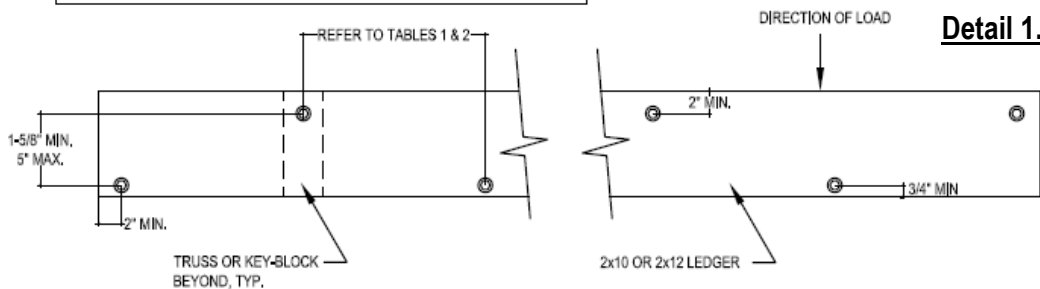 DIRECTION OF LOAD
Detail 1.
REFER TO TABLES 1 & 2
2" MIN.
1-5/8" MIN.
5" MAX.
3/4" MIN
2" MIN.
TRUSS OR KEY-BLOCK
BEYOND, TYP.
2x10 OR 2x12 LEDGER